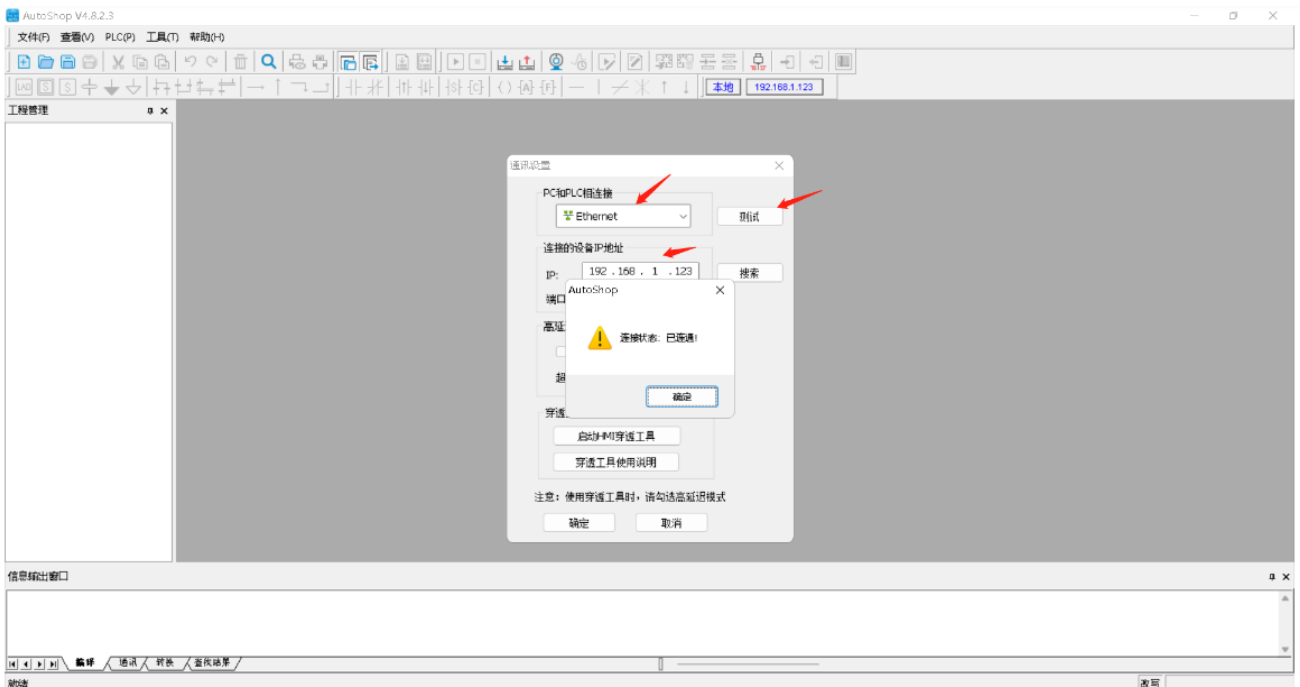 AutoShop V4.8.2.3
文件(F) 查看(V) PLC(P) 工具(T) 帮助(H)
本地 192.168.1.123
工程管理
通讯设置
PC和PLC相连接
Ethernet
测试
连接的设备IP地址
IP: 192 . 168 . 1 . 123
搜索
端口
AutoShop
高延
连接状态: 已连通!
超
确定
穿透
启动HMI穿透工具
穿透工具使用说明
注意: 使用穿透工具时, 请勾选高延迟模式
确定 取消
信息输出窗口
编译 通讯 转换 查找结果
就绪
改写